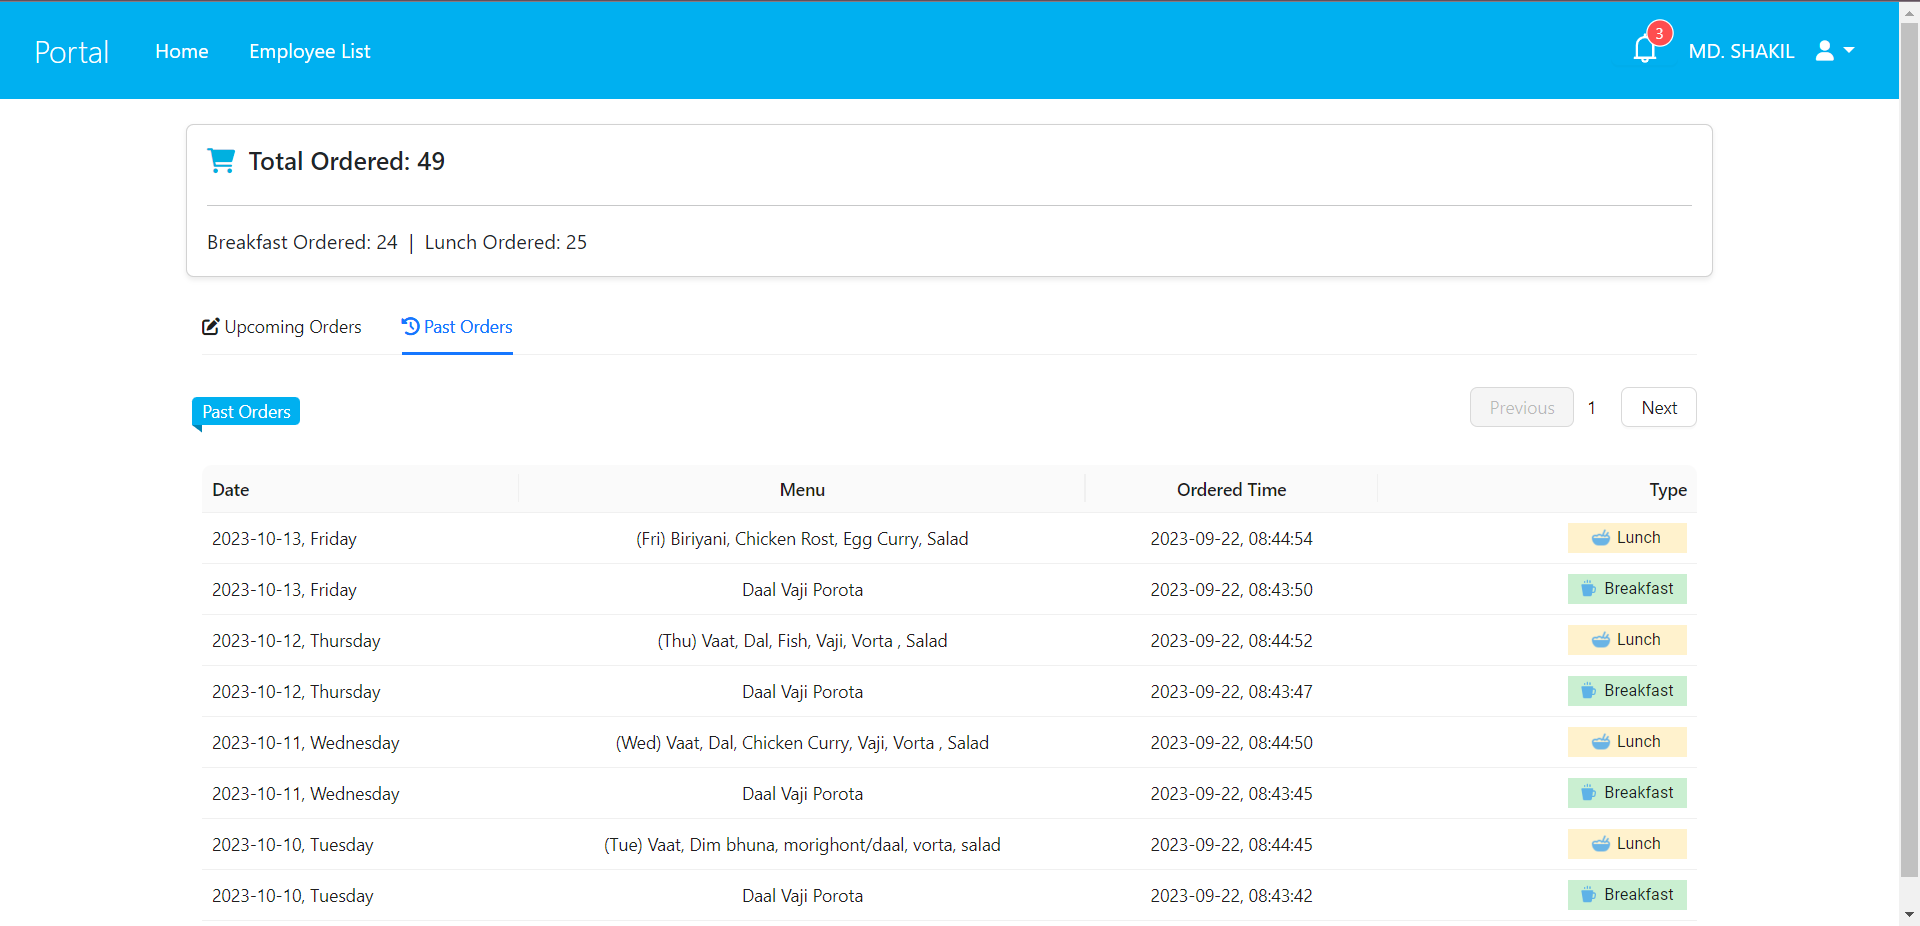 Portal Home Employee List 3 MD. SHAKIL
Total Ordered: 49
Breakfast Ordered: 24 | Lunch Ordered: 25
Upcoming Orders Past Orders
Past Orders Previous 1 Next
Date Menu Ordered Time Type
2023-10-13, Friday (Fri) Biriyani, Chicken Rost, Egg Curry, Salad 2023-09-22, 08:44:54 Lunch
2023-10-13, Friday Daal Vaji Porota 2023-09-22, 08:43:50 Breakfast
2023-10-12, Thursday (Thu) Vaat, Dal, Fish, Vaji, Vorta , Salad 2023-09-22, 08:44:52 Lunch
2023-10-12, Thursday Daal Vaji Porota 2023-09-22, 08:43:47 Breakfast
2023-10-11, Wednesday (Wed) Vaat, Dal, Chicken Curry, Vaji, Vorta , Salad 2023-09-22, 08:44:50 Lunch
2023-10-11, Wednesday Daal Vaji Porota 2023-09-22, 08:43:45 Breakfast
2023-10-10, Tuesday (Tue) Vaat, Dim bhuna, morighont/daal, vorta, salad 2023-09-22, 08:44:45 Lunch
2023-10-10, Tuesday Daal Vaji Porota 2023-09-22, 08:43:42 Breakfast